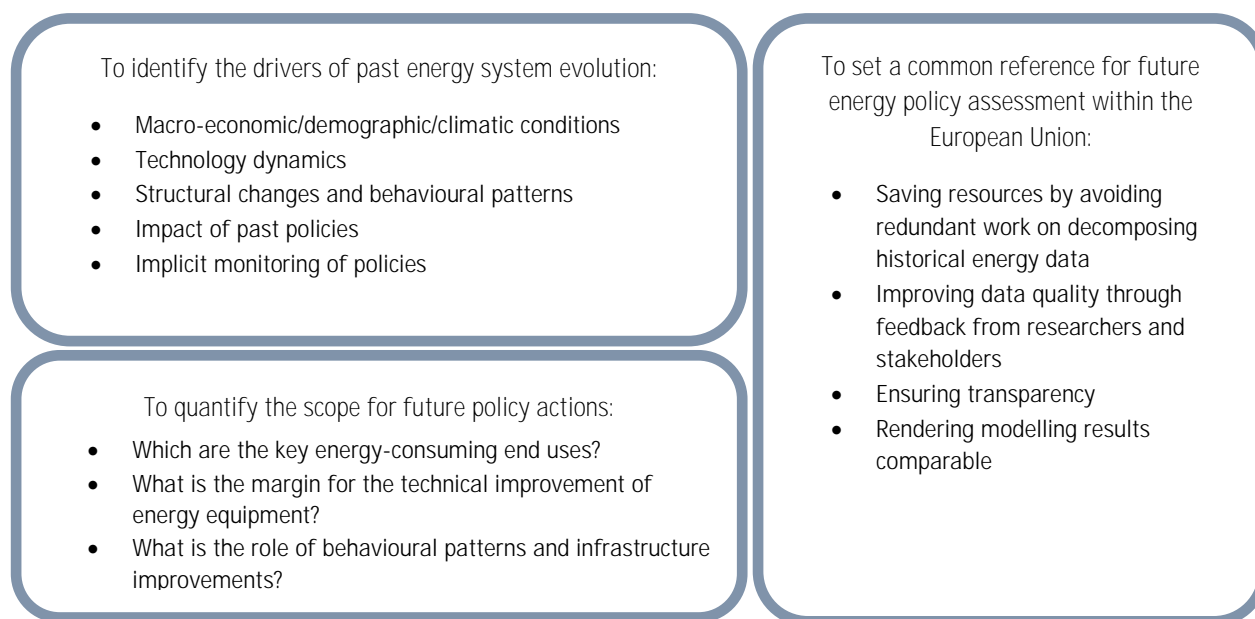 To identify the drivers of past energy system evolution:
• Macro-economic/demographic/climatic conditions
• Technology dynamics
• Structural changes and behavioural patterns
• Impact of past policies
• Implicit monitoring of policies
To quantify the scope for future policy actions:
• Which are the key energy-consuming end uses?
• What is the margin for the technical improvement of
energy equipment?
• What is the role of behavioural patterns and infrastructure
improvements?
To set a common reference for future
energy policy assessment within the
European Union:
• Saving resources by avoiding
redundant work on decomposing
historical energy data
• Improving data quality through
feedback from researchers and
stakeholders
• Ensuring transparency
• Rendering modelling results
comparable